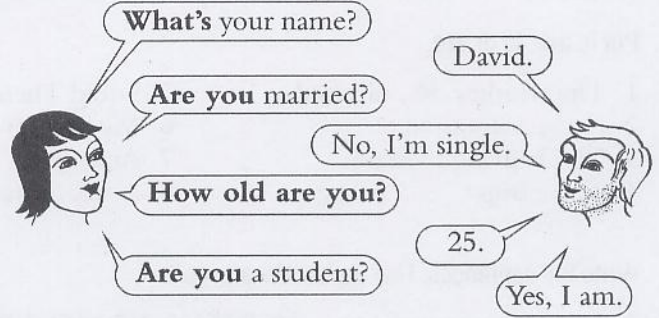 What's your name?
David.
Are you married?
No, I'm single.
How old are you?
25.
Are you a student?
Yes, I am.